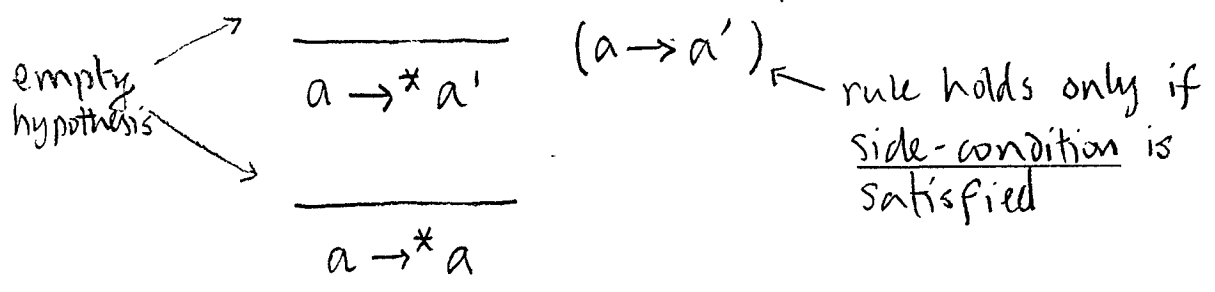 empty
hypothesis
a →* a'
(a → a')
rule holds only if
side-condition is
satisfied
a →* a